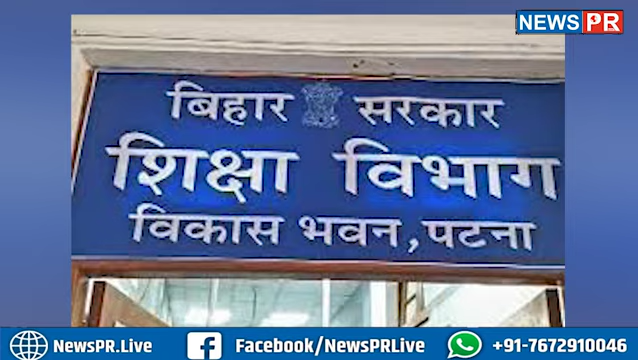 NEWS PR
बिहार सरकार
शिक्षा विभाग
विकास भवन, पटना
NewsPR.Live
Facebook/NewsPRLive
+91-7672910046